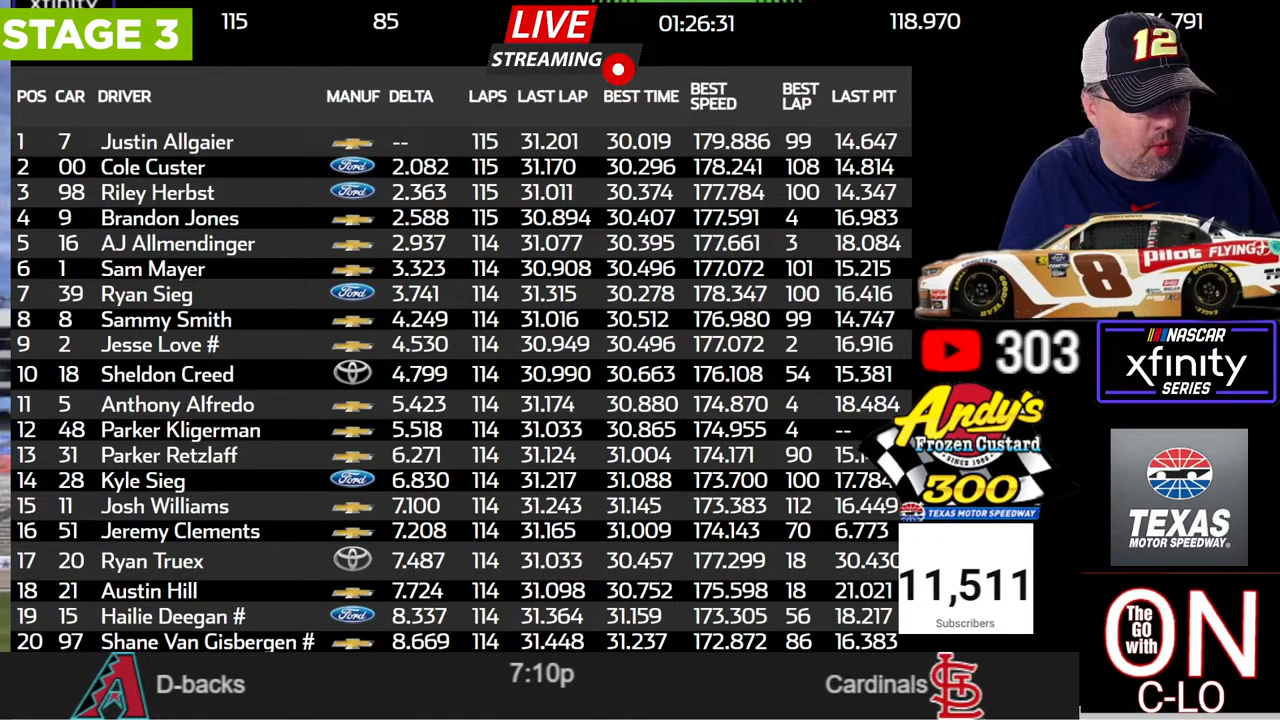 xfinity
STAGE 3
115 85 01:26:31 118.970
LIVE
STREAMING
POS CAR DRIVER MANUF DELTA LAPS LAST LAP BEST TIME BEST SPEED BEST LAP LAST PIT
1 7 Justin Allgaier -- 115 31.201 30.019 179.886 99 14.647
2 00 Cole Custer Ford 2.082 115 31.170 30.296 178.241 108 14.814
3 98 Riley Herbst Ford 2.363 115 31.011 30.374 177.784 100 14.347
4 9 Brandon Jones 2.588 115 30.894 30.407 177.591 4 16.983
5 16 AJ Allmendinger 2.937 114 31.077 30.395 177.661 3 18.084
6 1 Sam Mayer 3.323 114 30.908 30.496 177.072 101 15.215
7 39 Ryan Sieg Ford 3.741 114 31.315 30.278 178.347 100 16.416
8 8 Sammy Smith 4.249 114 31.016 30.512 176.980 99 14.747
9 2 Jesse Love # 4.530 114 30.949 30.496 177.072 2 16.916
10 18 Sheldon Creed 4.799 114 30.990 30.663 176.108 54 15.381
11 5 Anthony Alfredo 5.423 114 31.174 30.880 174.870 4 18.484
12 48 Parker Kligerman 5.518 114 31.033 30.865 174.955 4 --
13 31 Parker Retzlaff 6.271 114 31.124 31.004 174.171 90
14 28 Kyle Sieg Ford 6.830 114 31.217 31.088 173.700 100 17.784
15 11 Josh Williams 7.100 114 31.243 31.145 173.383 112 16.449
16 51 Jeremy Clements 7.208 114 31.165 31.009 174.143 70 6.773
17 20 Ryan Truex 7.487 114 31.033 30.457 177.299 18 30.430
18 21 Austin Hill 7.724 114 31.098 30.752 175.598 18 21.021
19 15 Hailie Deegan # Ford 8.337 114 31.364 31.159 173.305 56 18.217
20 97 Shane Van Gisbergen # 8.669 114 31.448 31.237 172.872 86 16.383
12
8
Pilot FLYING
303
NASCAR
xfinity
SERIES
Andy's
Frozen Custard
SINCE 1986
300
TEXAS MOTOR SPEEDWAY
TEXAS
MOTOR SPEEDWAY
11,511
Subscribers
The GO with ON
C-LO
D-backs 7:10p Cardinals